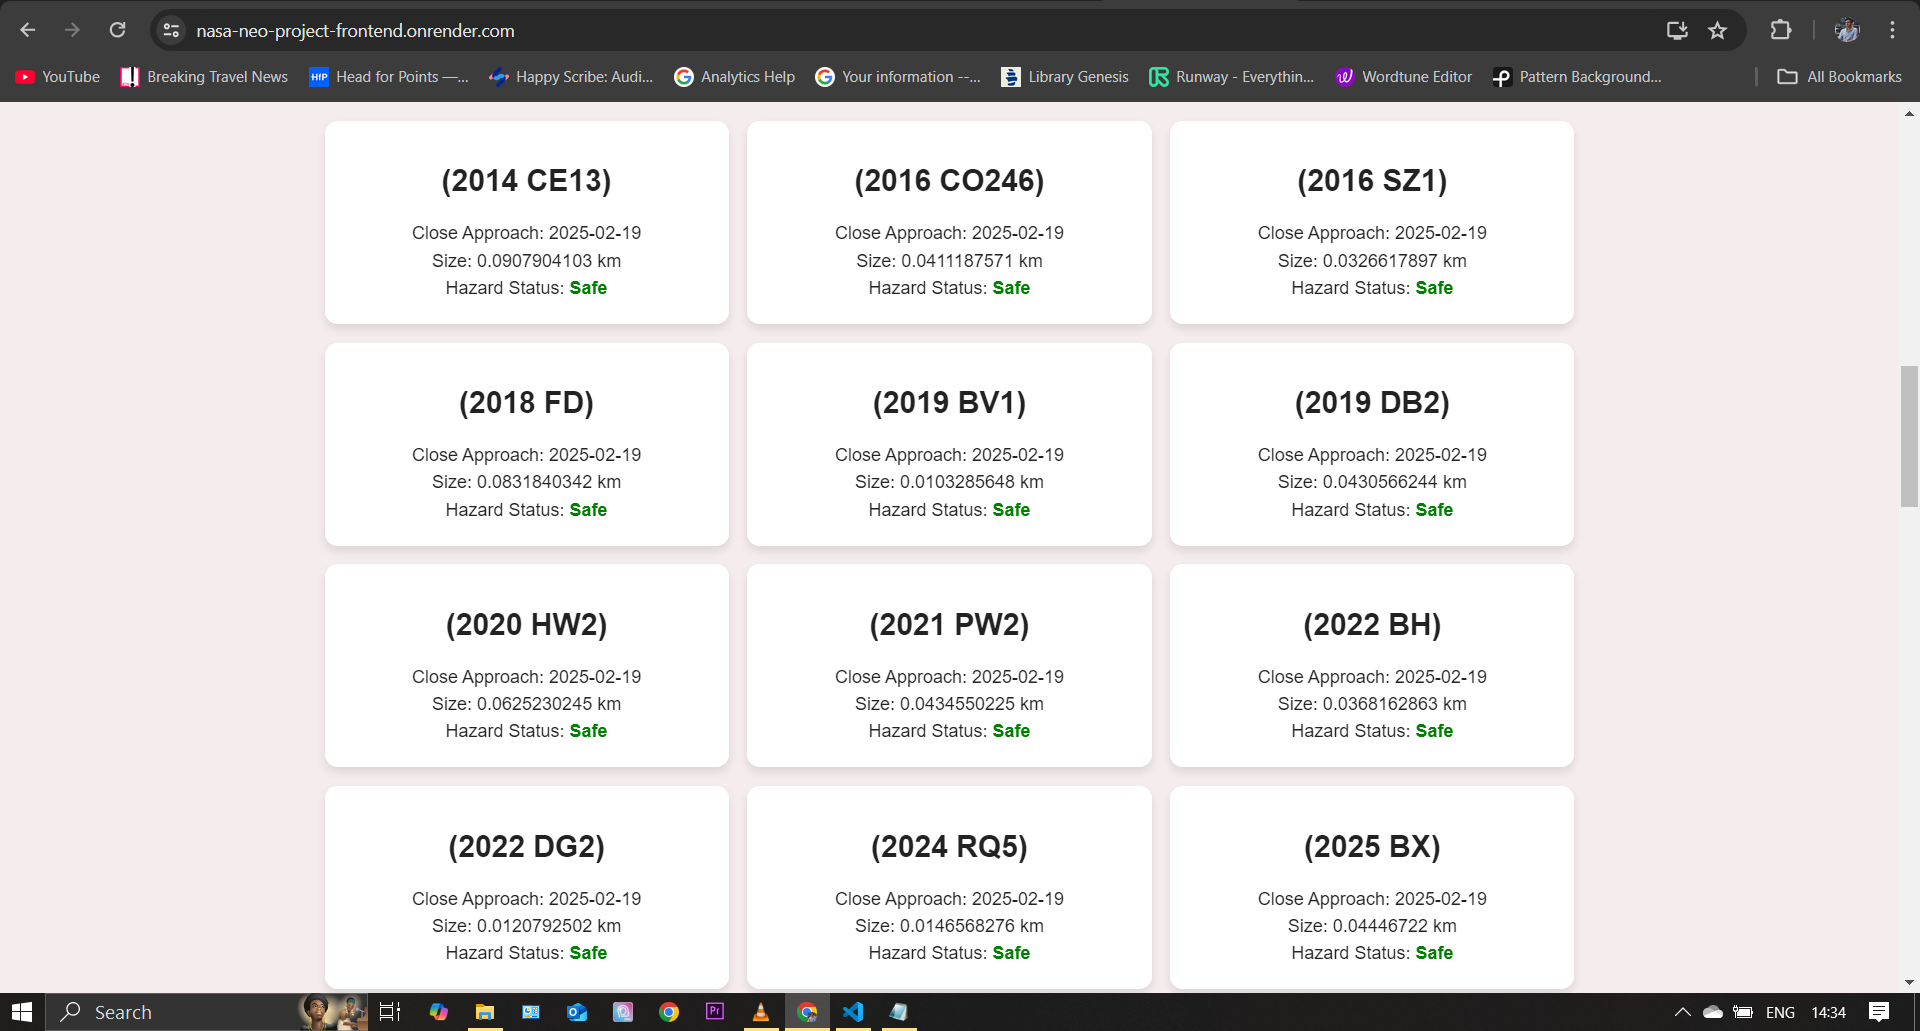 nasa-neo-project-frontend.onrender.com
YouTube
Breaking Travel News
HfP Head for Points —...
Happy Scribe: Audi...
Analytics Help
Your information --...
Library Genesis
Runway - Everythin...
Wordtune Editor
Pattern Background...
All Bookmarks
(2014 CE13)
Close Approach: 2025-02-19
Size: 0.0907904103 km
Hazard Status: Safe
(2016 CO246)
Close Approach: 2025-02-19
Size: 0.0411187571 km
Hazard Status: Safe
(2016 SZ1)
Close Approach: 2025-02-19
Size: 0.0326617897 km
Hazard Status: Safe
(2018 FD)
Close Approach: 2025-02-19
Size: 0.0831840342 km
Hazard Status: Safe
(2019 BV1)
Close Approach: 2025-02-19
Size: 0.0103285648 km
Hazard Status: Safe
(2019 DB2)
Close Approach: 2025-02-19
Size: 0.0430566244 km
Hazard Status: Safe
(2020 HW2)
Close Approach: 2025-02-19
Size: 0.0625230245 km
Hazard Status: Safe
(2021 PW2)
Close Approach: 2025-02-19
Size: 0.0434550225 km
Hazard Status: Safe
(2022 BH)
Close Approach: 2025-02-19
Size: 0.0368162863 km
Hazard Status: Safe
(2022 DG2)
Close Approach: 2025-02-19
Size: 0.0120792502 km
Hazard Status: Safe
(2024 RQ5)
Close Approach: 2025-02-19
Size: 0.0146568276 km
Hazard Status: Safe
(2025 BX)
Close Approach: 2025-02-19
Size: 0.04446722 km
Hazard Status: Safe
Search
Pr
ENG
14:34